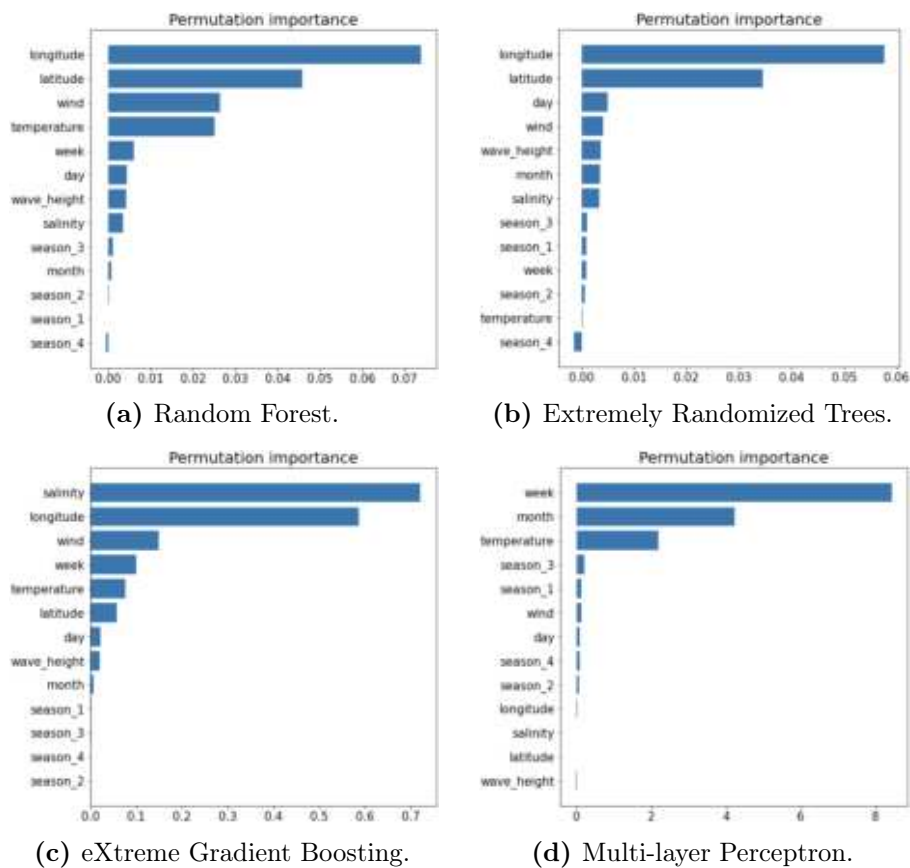 Permutation importance
longitude
latitude
wind
temperature
week
day
wave_height
salinity
season_3
month
season_2
season_1
season_4
0.00 0.01 0.02 0.03 0.04 0.05 0.06 0.07
(a) Random Forest.
Permutation importance
longitude
latitude
day
wind
wave_height
month
salinity
season_3
season_1
week
season_2
temperature
season_4
0.00 0.01 0.02 0.03 0.04 0.05 0.06
(b) Extremely Randomized Trees.
Permutation importance
salinity
longitude
wind
week
temperature
latitude
day
wave_height
month
season_1
season_3
season_4
season_2
0.0 0.1 0.2 0.3 0.4 0.5 0.6 0.7
(c) eXtreme Gradient Boosting.
Permutation importance
week
month
temperature
season_3
season_1
wind
day
season_4
season_2
longitude
salinity
latitude
wave_height
0 2 4 6 8
(d) Multi-layer Perceptron.